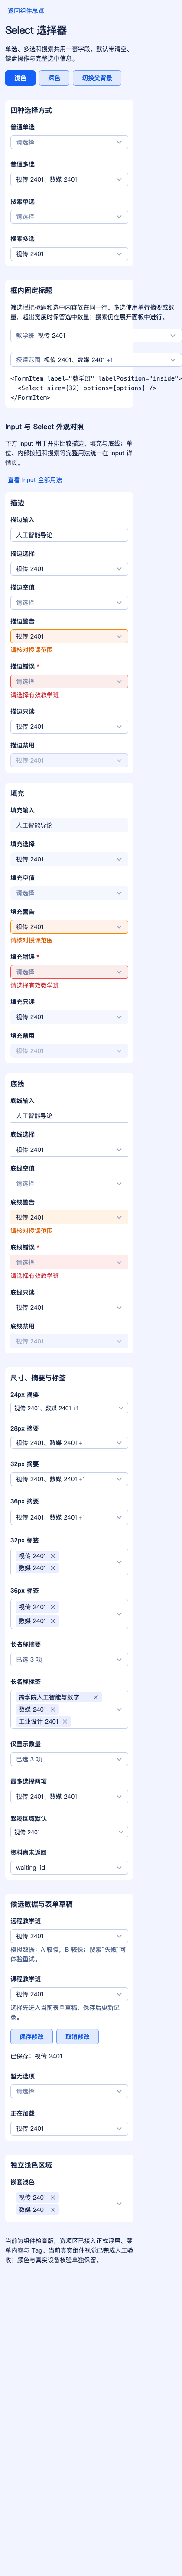 返回组件总览
Select 选择器
单选、多选和搜索共用一套字段。默认带清空、
键盘操作与完整选中信息。
浅色
深色
切换父背景
四种选择方式
普通单选
请选择
普通多选
视传 2401、数媒 2401
搜索单选
请选择
搜索多选
视传 2401
框内固定标题
筛选栏把标题和选中内容放在同一行。多选使用单行摘要或数
量，超出宽度时保留选中数量；搜索仍在展开面板中进行。
教学班 视传 2401
授课范围 视传 2401、数媒 2401 +1
<FormItem label="教学班" labelPosition="inside">
<Select size={32} options={options} />
</FormItem>
Input 与 Select 外观对照
下方 Input 用于并排比较描边、填充与底线；单
位、内部按钮和搜索等完整用法统一在 Input 详
情页。
查看 Input 全部用法
描边
描边输入
人工智能导论
描边选择
视传 2401
描边空值
请选择
描边警告
视传 2401
请核对授课范围
描边错误 *
请选择
请选择有效教学班
描边只读
视传 2401
描边禁用
视传 2401
填充
填充输入
人工智能导论
填充选择
视传 2401
填充空值
请选择
填充警告
视传 2401
请核对授课范围
填充错误 *
请选择
请选择有效教学班
填充只读
视传 2401
填充禁用
视传 2401
底线
底线输入
人工智能导论
底线选择
视传 2401
底线空值
请选择
底线警告
视传 2401
请核对授课范围
底线错误 *
请选择
请选择有效教学班
底线只读
视传 2401
底线禁用
视传 2401
尺寸、摘要与标签
24px 摘要
视传 2401、数媒 2401 +1
28px 摘要
视传 2401、数媒 2401 +1
32px 摘要
视传 2401、数媒 2401 +1
36px 摘要
视传 2401、数媒 2401 +1
32px 标签
视传 2401
数媒 2401
36px 标签
视传 2401
数媒 2401
长名称摘要
已选 3 项
长名称标签
跨学院人工智能与数字…
数媒 2401
工业设计 2401
仅显示数量
已选 3 项
最多选择两项
视传 2401、数媒 2401
紧凑区域默认
视传 2401
资料尚未返回
waiting-id
候选数据与表单草稿
远程教学班
视传 2401
模拟数据：A 较慢，B 较快；搜索“失败”可
体验重试。
课程教学班
视传 2401
选择先进入当前表单草稿，保存后更新记
录。
保存修改
取消修改
已保存：视传 2401
暂无选项
请选择
正在加载
视传 2401
独立浅色区域
嵌套浅色
视传 2401
数媒 2401
当前为组件检查版，选项区已接入正式浮层、菜
单内容与 Tag。当前真实组件视觉已完成人工验
收；颜色与真实设备核验单独保留。